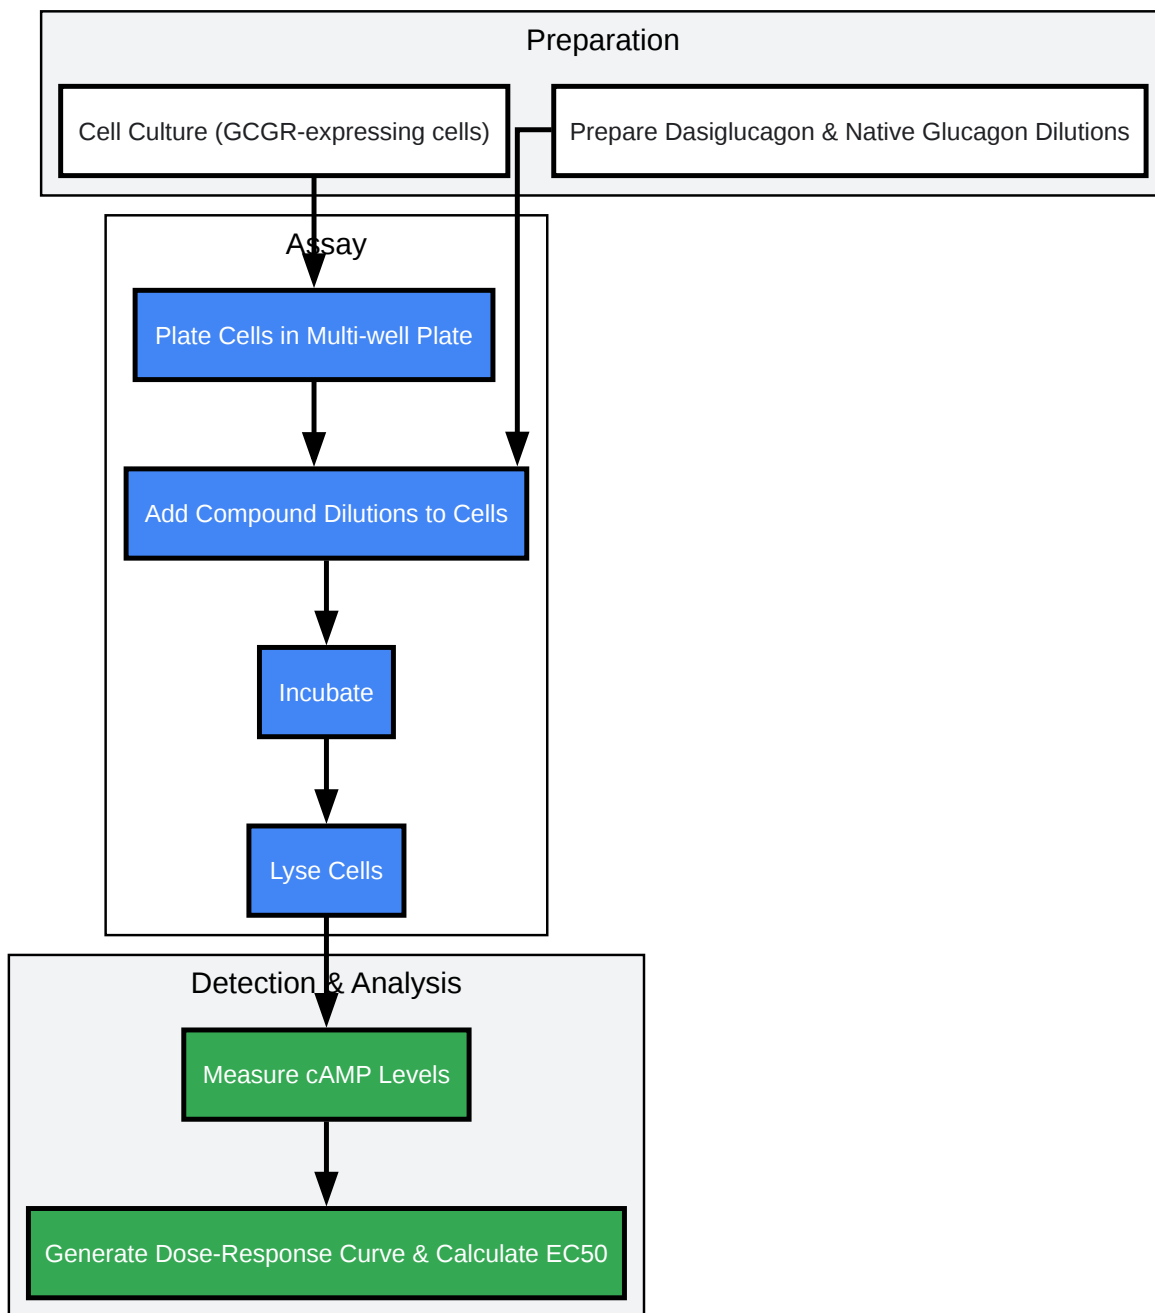 Preparation
Cell Culture (GCGR-expressing cells)
Prepare Dasiglucagon & Native Glucagon Dilutions
Assay
Plate Cells in Multi-well Plate
Add Compound Dilutions to Cells
Incubate
Lyse Cells
Detection & Analysis
Measure cAMP Levels
Generate Dose-Response Curve & Calculate EC50